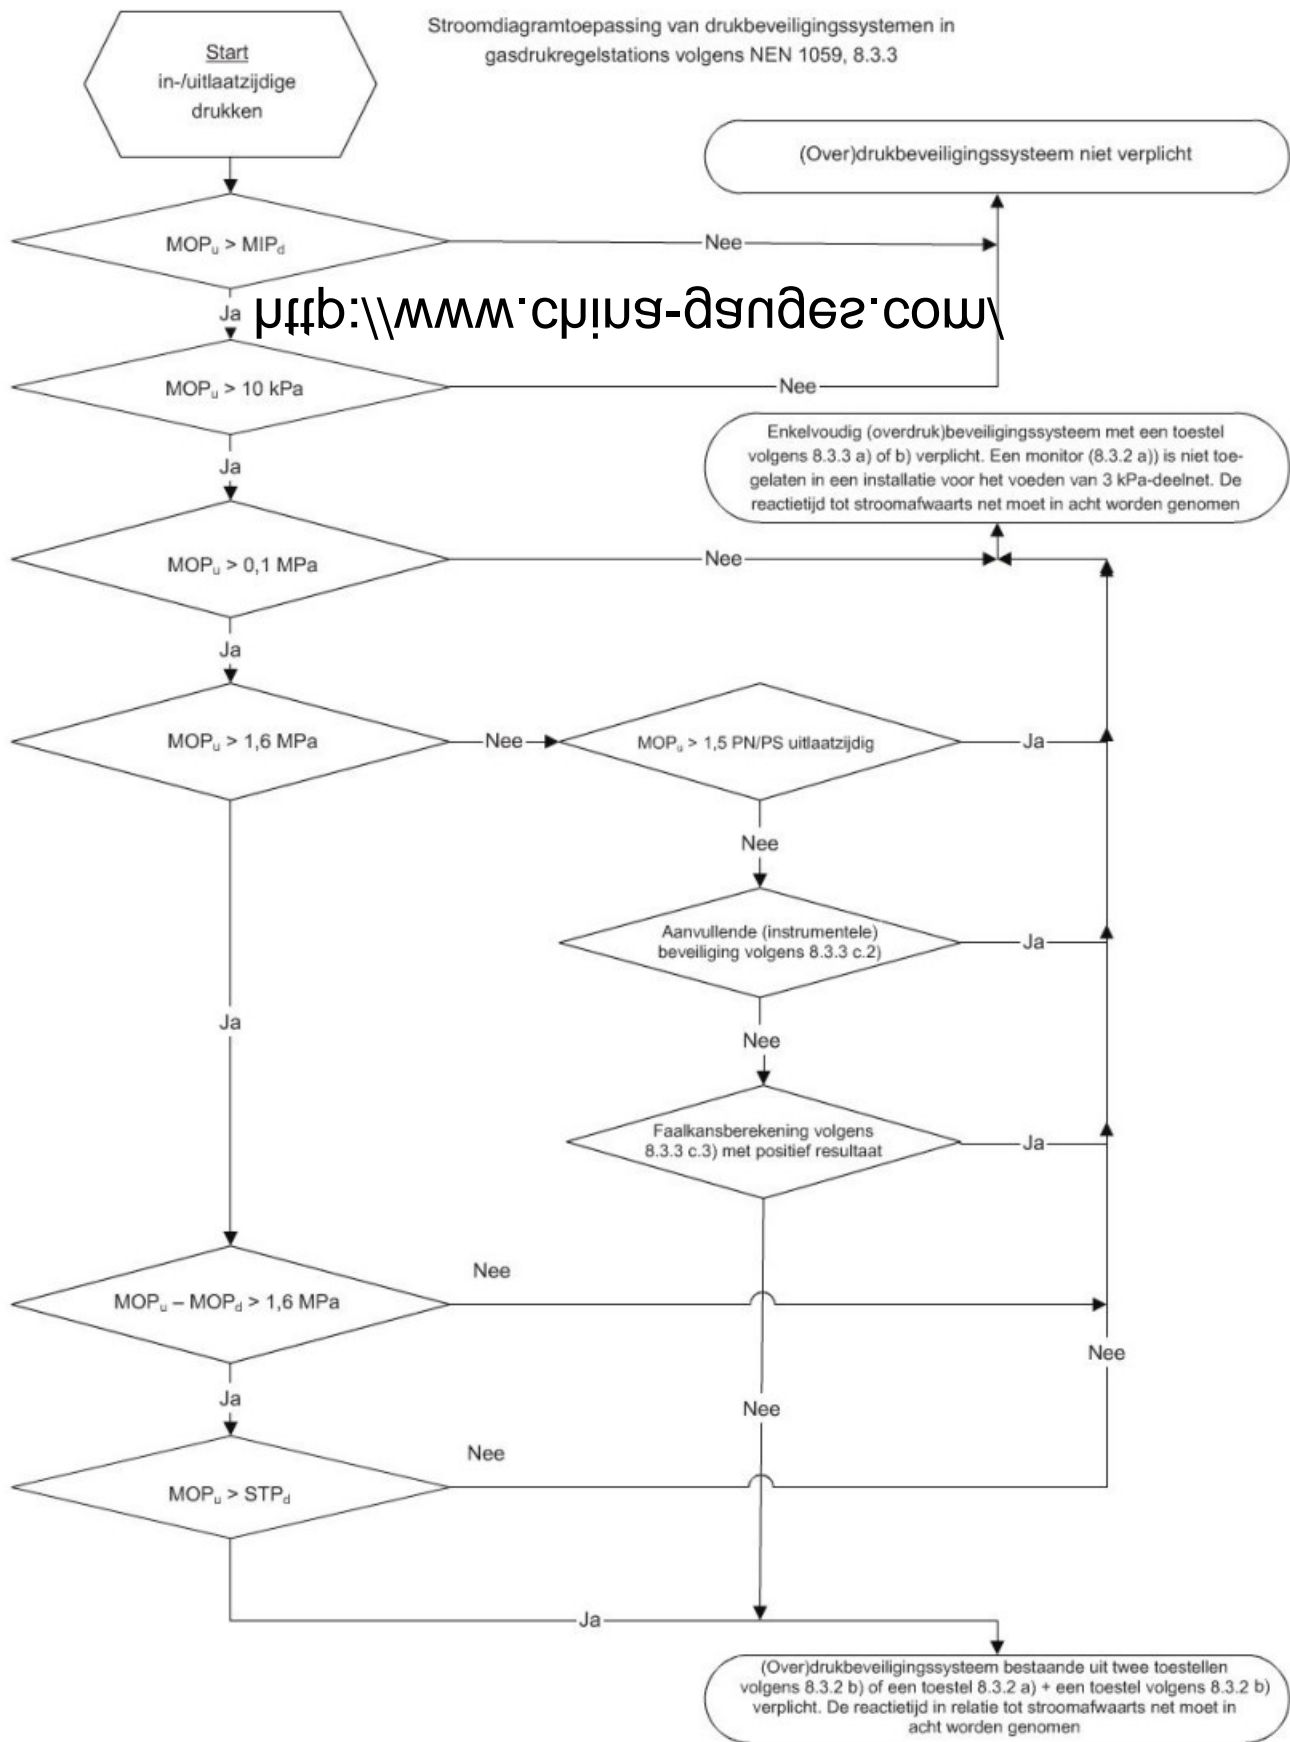 Stroomdiagramtoepassing van drukbeveiligingssystemen in
gasdrukregelstations volgens NEN 1059, 8.3.3
Start
in-/uitlaatzijdige
drukken
(Over)drukbeveiligingssysteem niet verplicht
MOPu > MIPd
Nee
Ja
http://www.china-gauges.com/
MOPu > 10 kPa
Nee
Ja
Enkelvoudig (overdruk)beveiligingssysteem met een toestel
volgens 8.3.3 a) of b) verplicht. Een monitor (8.3.2 a)) is niet toe-
gelaten in een installatie voor het voeden van 3 kPa-deelnet. De
reactietijd tot stroomafwaarts net moet in acht worden genomen
MOPu > 0,1 MPa
Nee
Ja
MOPu > 1,6 MPa
Nee
MOPu > 1,5 PN/PS uitlaatzijdig
Ja
Nee
Aanvullende (instrumentele)
beveiliging volgens 8.3.3 c.2)
Ja
Ja
Nee
Faalkansberekening volgens
8.3.3 c.3) met positief resultaat
Ja
Nee
MOPu – MOPd > 1,6 MPa
Nee
Ja
Nee
Nee
MOPu > STPd
Ja
(Over)drukbeveiligingssysteem bestaande uit twee toestellen
volgens 8.3.2 b) of een toestel 8.3.2 a) + een toestel volgens 8.3.2 b)
verplicht. De reactietijd in relatie tot stroomafwaarts net moet in
acht worden genomen